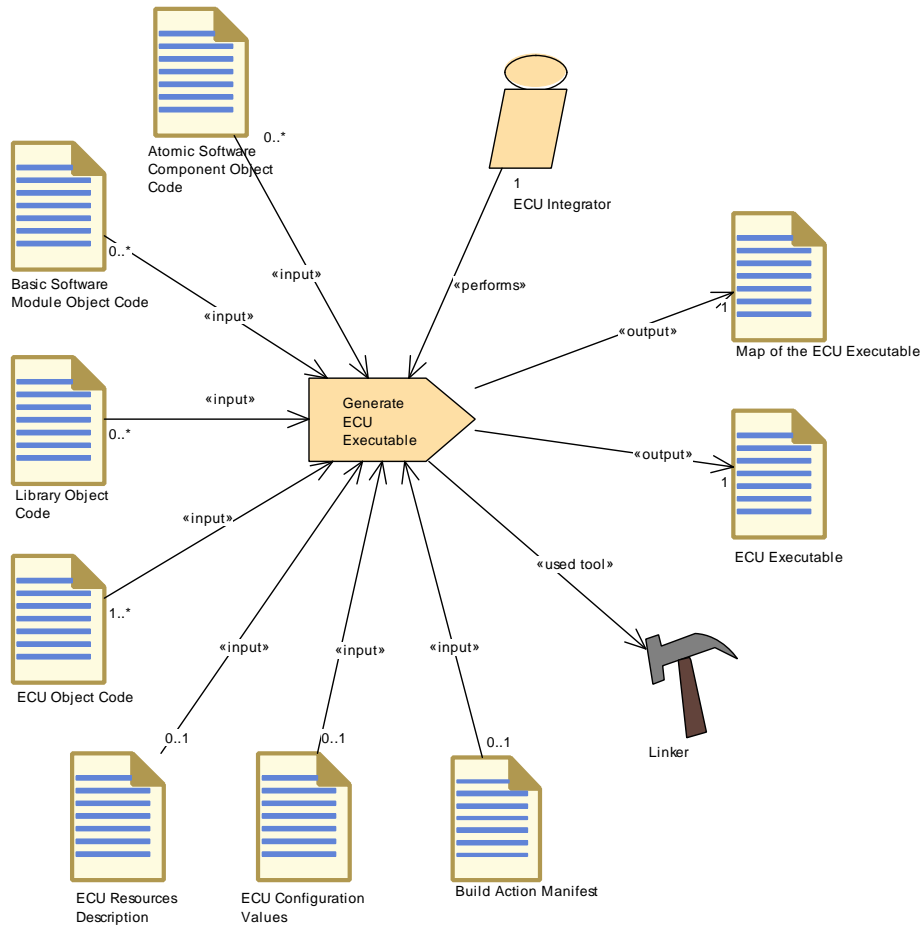 0..*
Atomic Software
Component Object
Code
1
ECU Integrator
0..*
Basic Software
Module Object Code
«input»
«input»
«performs»
1
Map of the ECU Executable
«output»
«input»
0..*
Library Object
Code
Generate
ECU
Executable
«output»
1
ECU Executable
«input»
1..*
ECU Object Code
«used tool»
Linker
«input»
«input»
«input»
0..1
ECU Resources
Description
0..1
ECU Configuration
Values
0..1
Build Action Manifest